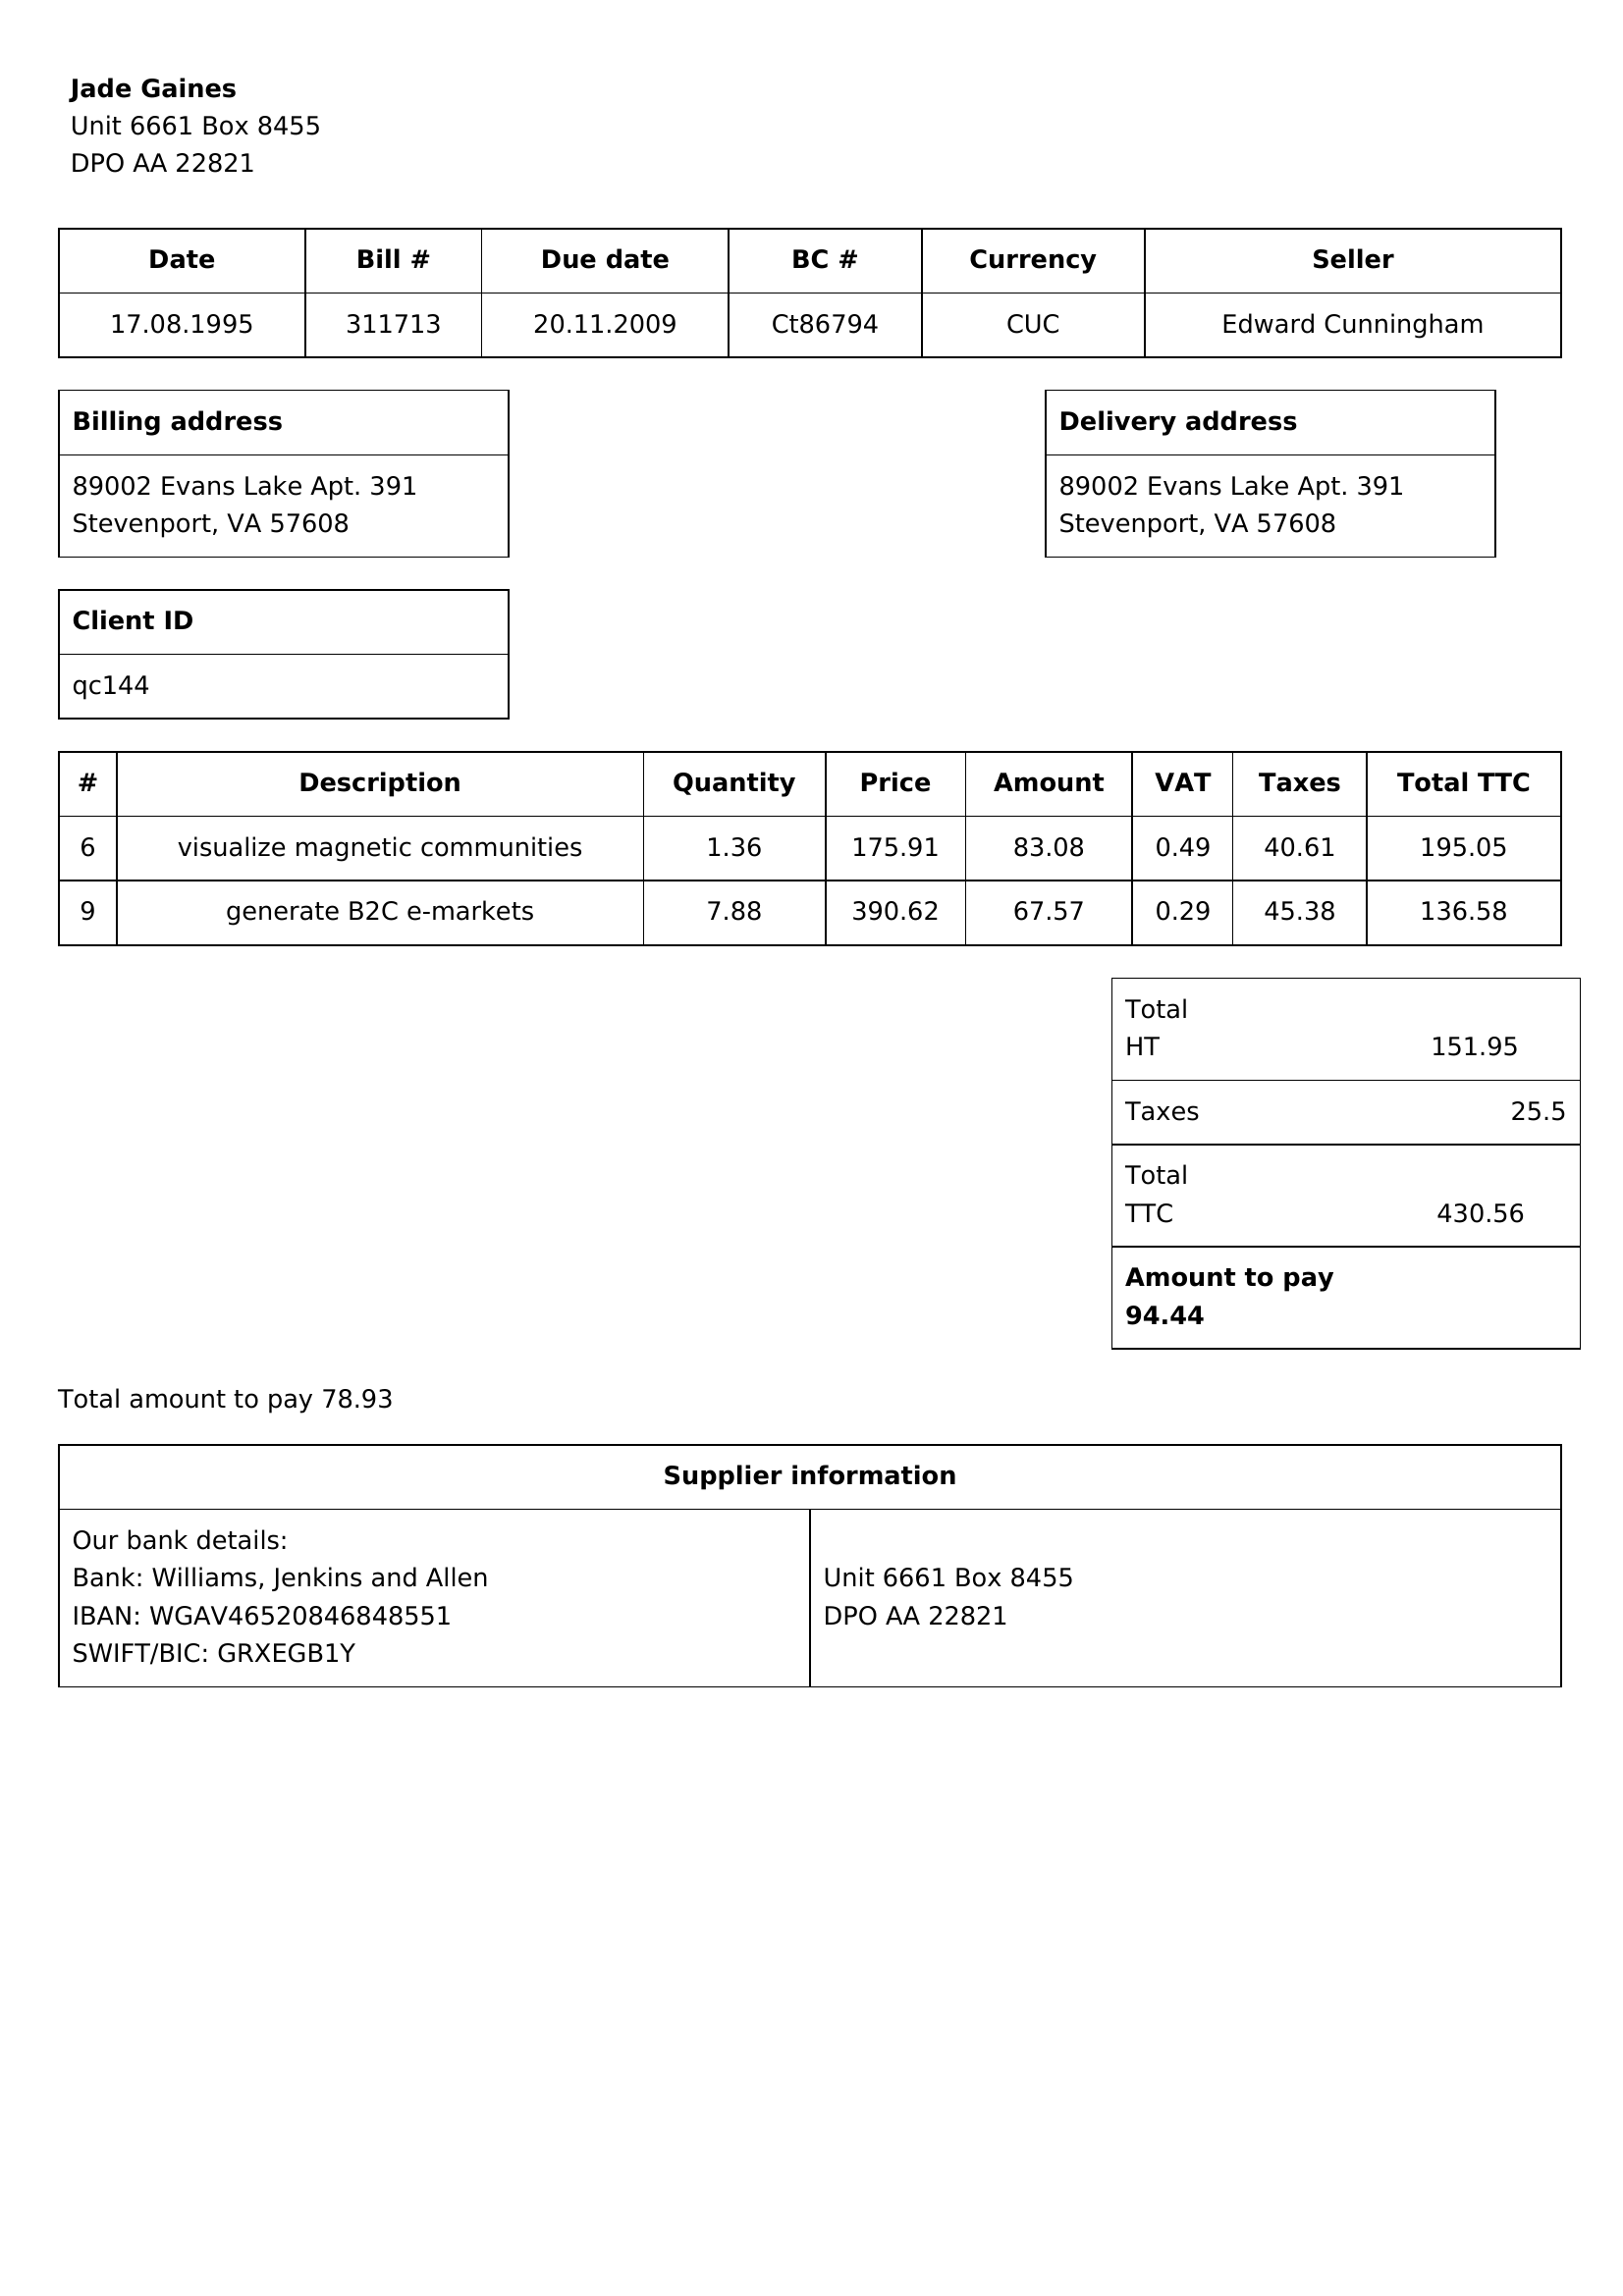 Jade Gaines
Unit 6661 Box 8455
DPO AA 22821
Date Bill # Due date BC # Currency Seller
17.08.1995 311713 20.11.2009 Ct86794 CUC Edward Cunningham
Billing address
89002 Evans Lake Apt. 391
Stevenport, VA 57608
Delivery address
89002 Evans Lake Apt. 391
Stevenport, VA 57608
Client ID
qc144
# Description Quantity Price Amount VAT Taxes Total TTC
6 visualize magnetic communities 1.36 175.91 83.08 0.49 40.61 195.05
9 generate B2C e-markets 7.88 390.62 67.57 0.29 45.38 136.58
Total
HT 151.95
Taxes 25.5
Total
TTC 430.56
Amount to pay
94.44
Total amount to pay 78.93
Supplier information
Our bank details:
Bank: Williams, Jenkins and Allen
IBAN: WGAV46520846848551
SWIFT/BIC: GRXEGB1Y
Unit 6661 Box 8455
DPO AA 22821